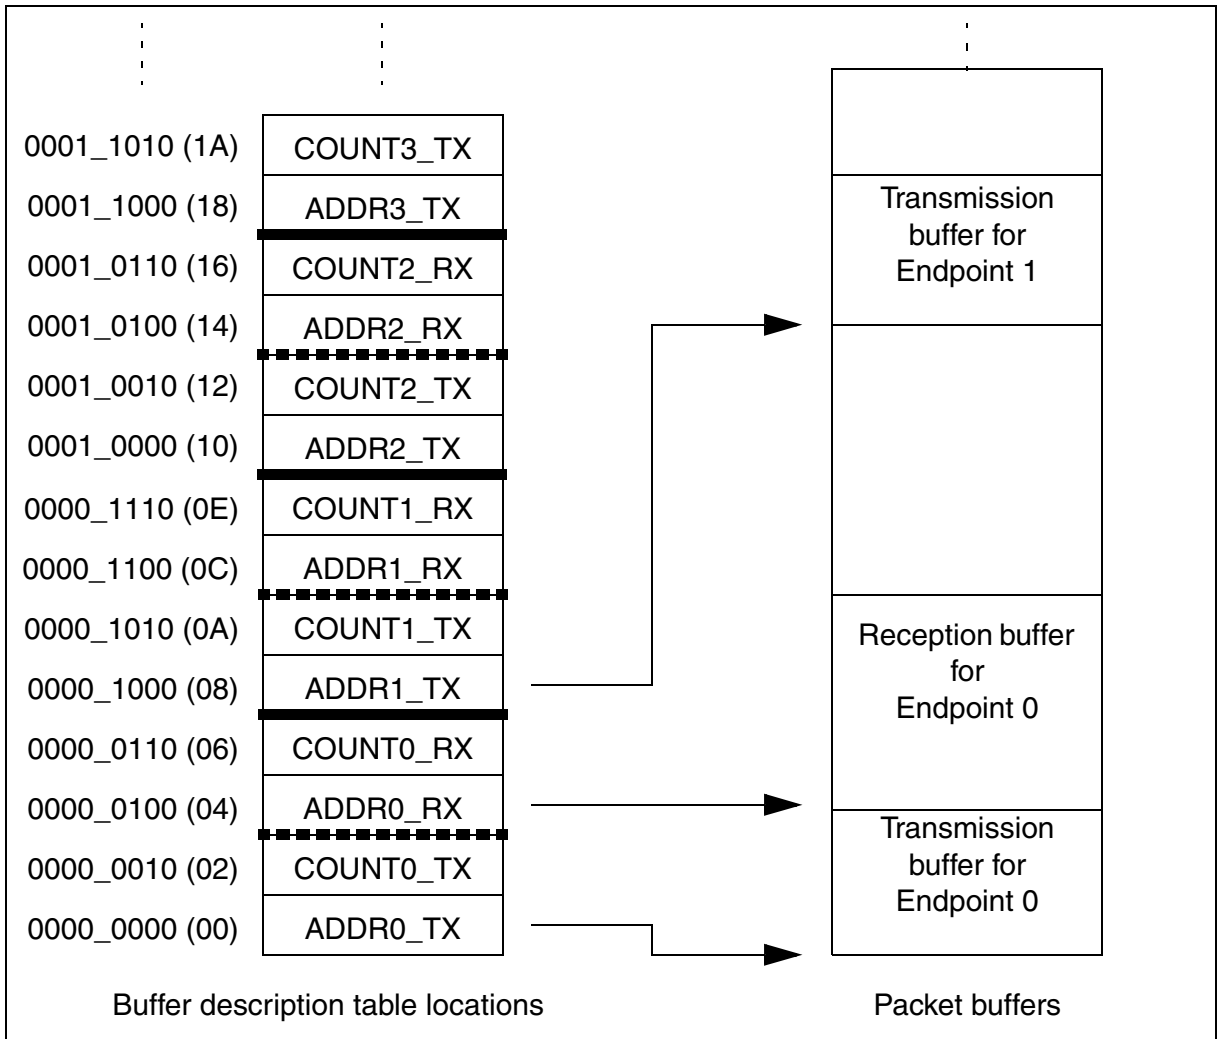 0001_1010 (1A) COUNT3_TX
0001_1000 (18) ADDR3_TX
0001_0110 (16) COUNT2_RX
0001_0100 (14) ADDR2_RX
0001_0010 (12) COUNT2_TX
0001_0000 (10) ADDR2_TX
0000_1110 (0E) COUNT1_RX
0000_1100 (0C) ADDR1_RX
0000_1010 (0A) COUNT1_TX
0000_1000 (08) ADDR1_TX
0000_0110 (06) COUNT0_RX
0000_0100 (04) ADDR0_RX
0000_0010 (02) COUNT0_TX
0000_0000 (00) ADDR0_TX
Buffer description table locations
Transmission
buffer for
Endpoint 1
Reception buffer
for
Endpoint 0
Transmission
buffer for
Endpoint 0
Packet buffers